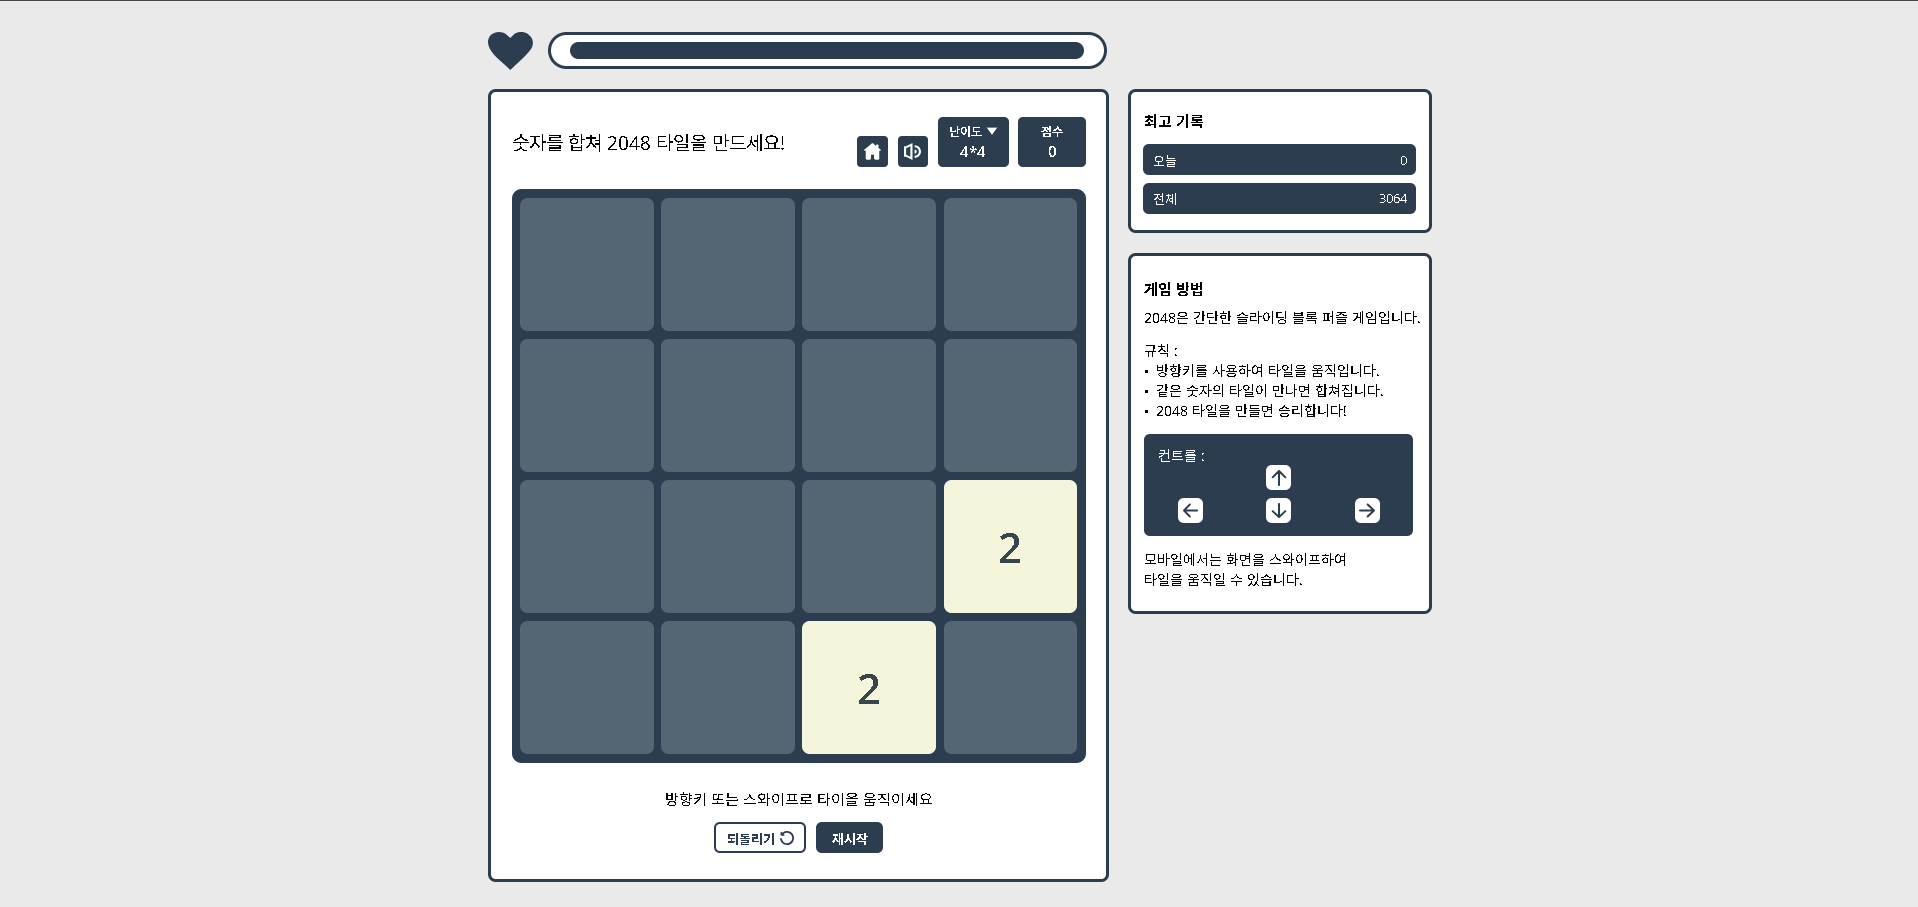 숫자를 합쳐 2048 타일을 만드세요!
난이도 ▼
4*4
점수
0
2
2
방향키 또는 스와이프로 타이을 움직이세요
되돌리기
재시작
최고 기록
오늘 0
전체 3064
게임 방법
2048은 간단한 슬라이딩 블록 퍼즐 게임입니다.
규칙 :
• 방향키를 사용하여 타일을 움직입니다.
• 같은 숫자의 타일이 만나면 합쳐집니다.
• 2048 타일을 만들면 승리합니다!
컨트롤 :
↑
← ↓ →
모바일에서는 화면을 스와이프하여
타일을 움직일 수 있습니다.